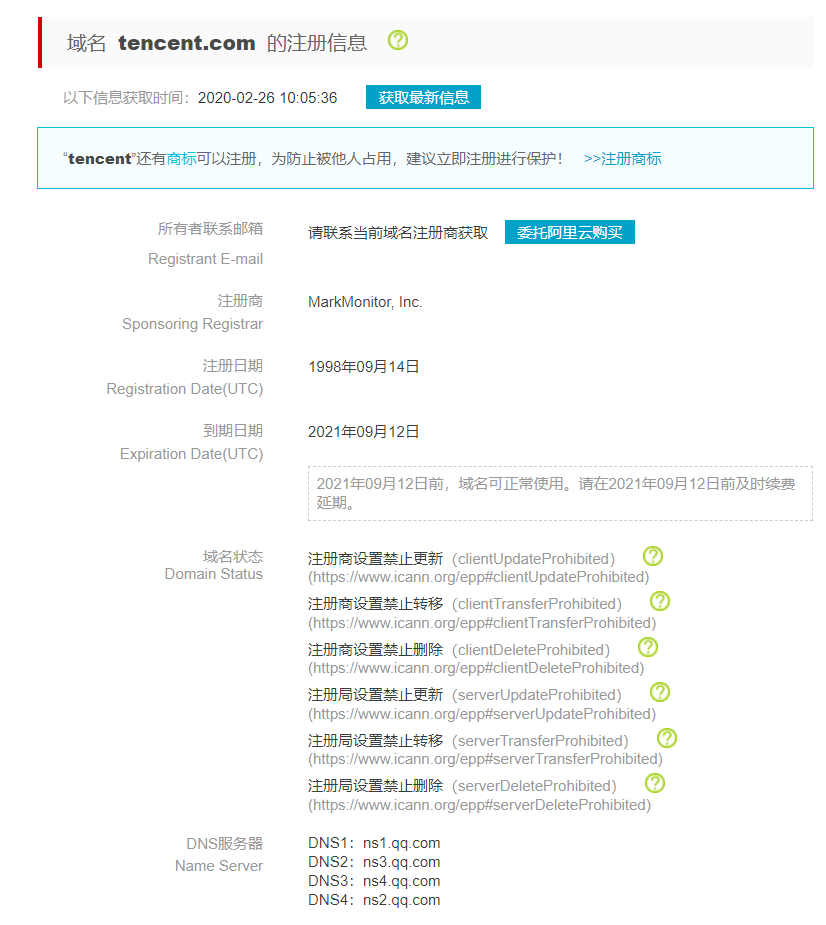 域名 tencent.com 的注册信息
以下信息获取时间：2020-02-26 10:05:36 获取最新信息
“tencent”还有商标可以注册，为防止被他人占用，建议立即注册进行保护！ >>注册商标
所有者联系邮箱 请联系当前域名注册商获取 委托阿里云购买
Registrant E-mail
注册商 MarkMonitor, Inc.
Sponsoring Registrar
注册日期 1998年09月14日
Registration Date(UTC)
到期日期 2021年09月12日
Expiration Date(UTC)
2021年09月12日前，域名可正常使用。请在2021年09月12日前及时续费
延期。
域名状态 注册商设置禁止更新（clientUpdateProhibited）
Domain Status (https://www.icann.org/epp#clientUpdateProhibited)
注册商设置禁止转移（clientTransferProhibited）
(https://www.icann.org/epp#clientTransferProhibited)
注册商设置禁止删除（clientDeleteProhibited）
(https://www.icann.org/epp#clientDeleteProhibited)
注册局设置禁止更新（serverUpdateProhibited）
(https://www.icann.org/epp#serverUpdateProhibited)
注册局设置禁止转移（serverTransferProhibited）
(https://www.icann.org/epp#serverTransferProhibited)
注册局设置禁止删除（serverDeleteProhibited）
(https://www.icann.org/epp#serverDeleteProhibited)
DNS服务器 DNS1：ns1.qq.com
Name Server DNS2：ns3.qq.com
DNS3：ns4.qq.com
DNS4：ns2.qq.com